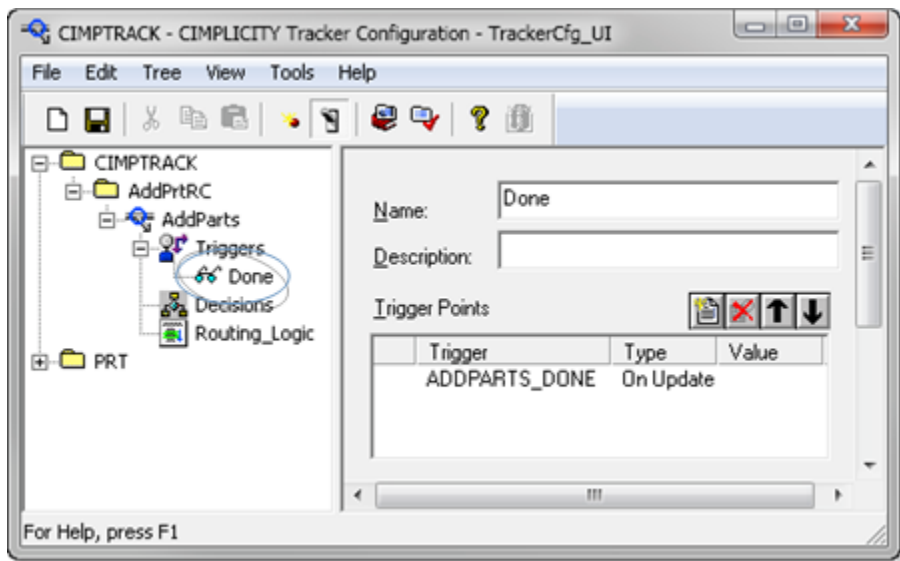 CIMPTRACK - CIMPLICITY Tracker Configuration - TrackerCfg_UI
File Edit Tree View Tools Help
CIMPTRACK
AddPrtRC
AddParts
Triggers
Done
Decisions
Routing_Logic
PRT
Name: Done
Description:
Trigger Points
Trigger Type Value
ADDPARTS_DONE On Update
For Help, press F1